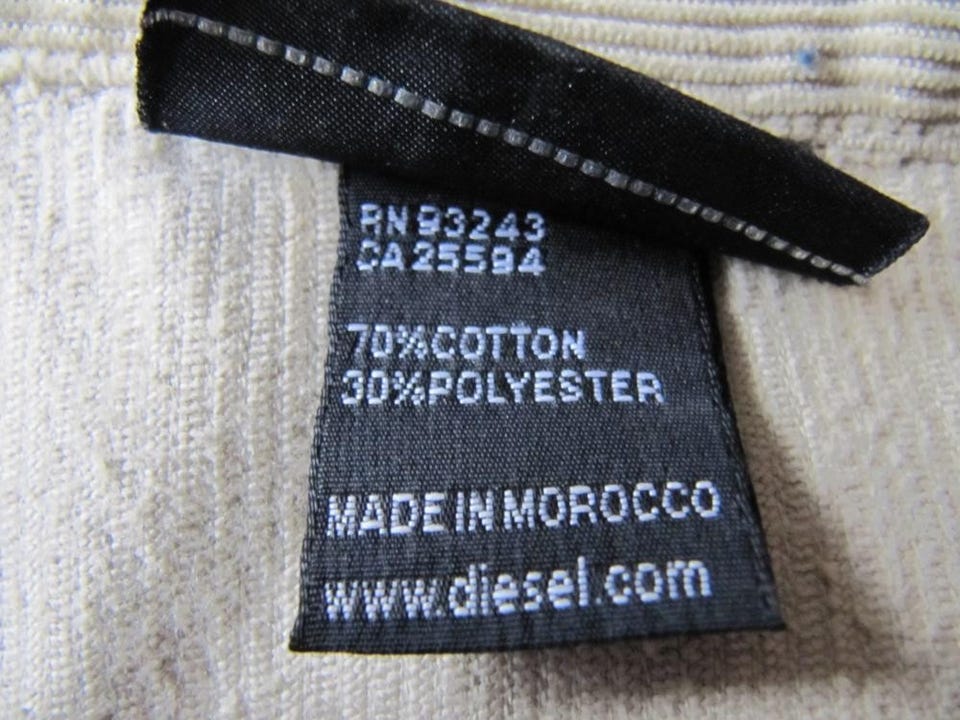 RN 93243
CA 25594
70%COTTON
30%POLYESTER
MADE IN MOROCCO
www.diesel.com